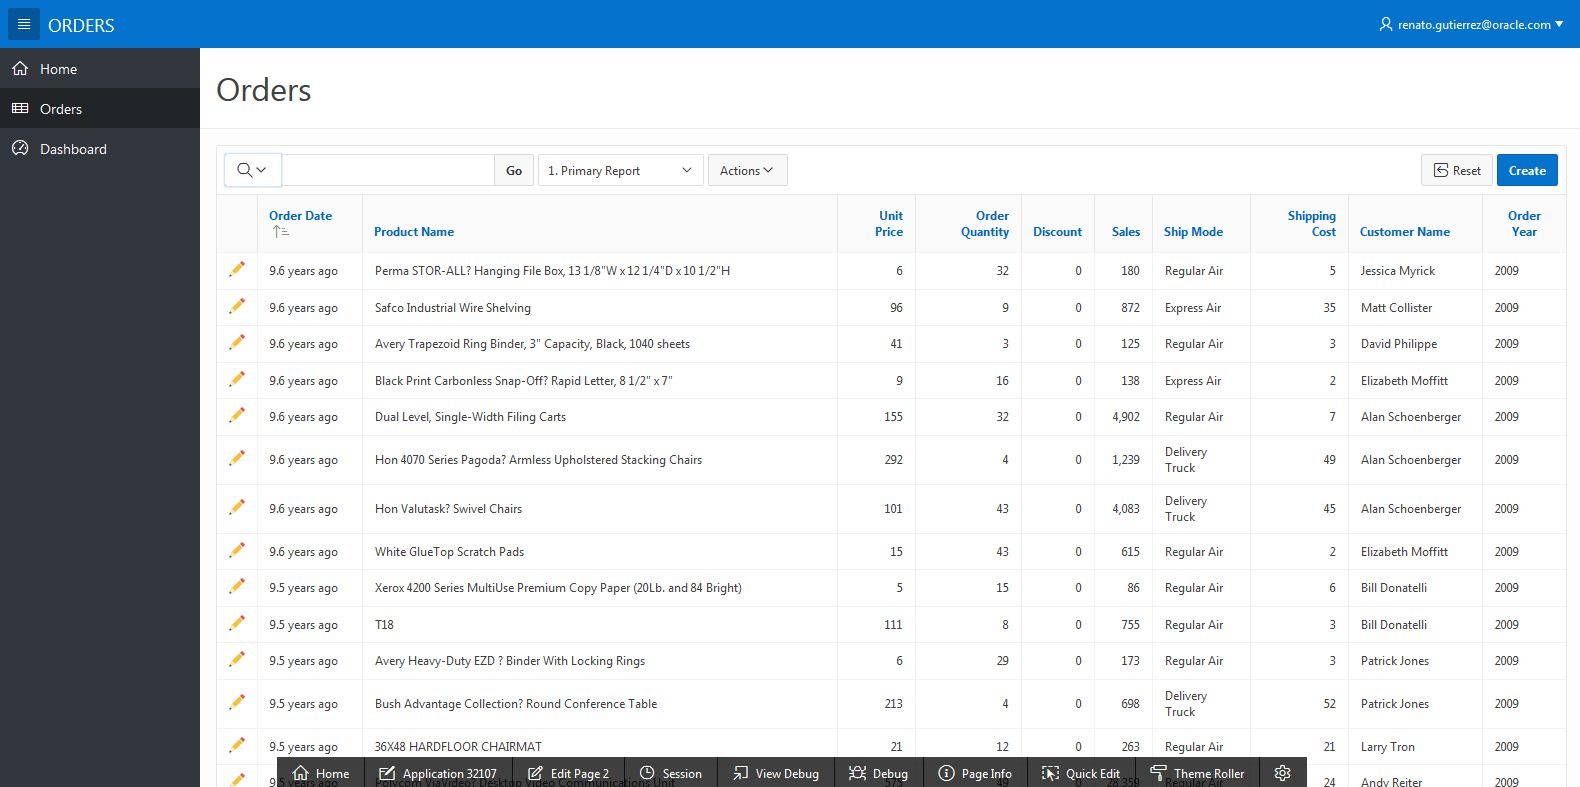 ORDERS
renato.gutierrez@oracle.com
Home
Orders
Dashboard
Orders
Go
1. Primary Report
Actions
Reset
Create
Order Date
Product Name
Unit Price
Order Quantity
Discount
Sales
Ship Mode
Shipping Cost
Customer Name
Order Year
9.6 years ago Perma STOR-ALL? Hanging File Box, 13 1/8"W x 12 1/4"D x 10 1/2"H 6 32 0 180 Regular Air 5 Jessica Myrick 2009
9.6 years ago Safco Industrial Wire Shelving 96 9 0 872 Express Air 35 Matt Collister 2009
9.6 years ago Avery Trapezoid Ring Binder, 3" Capacity, Black, 1040 sheets 41 3 0 125 Regular Air 3 David Philippe 2009
9.6 years ago Black Print Carbonless Snap-Off? Rapid Letter, 8 1/2" x 7" 9 16 0 138 Express Air 2 Elizabeth Moffitt 2009
9.6 years ago Dual Level, Single-Width Filing Carts 155 32 0 4,902 Regular Air 7 Alan Schoenberger 2009
9.6 years ago Hon 4070 Series Pagoda? Armless Upholstered Stacking Chairs 292 4 0 1,239 Delivery Truck 49 Alan Schoenberger 2009
9.6 years ago Hon Valutask? Swivel Chairs 101 43 0 4,083 Delivery Truck 45 Alan Schoenberger 2009
9.6 years ago White GlueTop Scratch Pads 15 43 0 615 Regular Air 2 Elizabeth Moffitt 2009
9.5 years ago Xerox 4200 Series MultiUse Premium Copy Paper (20Lb. and 84 Bright) 5 15 0 86 Regular Air 6 Bill Donatelli 2009
9.5 years ago T18 111 8 0 755 Regular Air 3 Bill Donatelli 2009
9.5 years ago Avery Heavy-Duty EZD ? Binder With Locking Rings 6 29 0 173 Regular Air 3 Patrick Jones 2009
9.5 years ago Bush Advantage Collection? Round Conference Table 213 4 0 698 Delivery Truck 52 Patrick Jones 2009
9.5 years ago 36X48 HARDFLOOR CHAIRMAT 21 12 0 263 Regular Air 21 Larry Tron 2009
24 Andy Reiter 2009
Home
Application 32107
Edit Page 2
Session
View Debug
Debug
Page Info
Quick Edit
Theme Roller